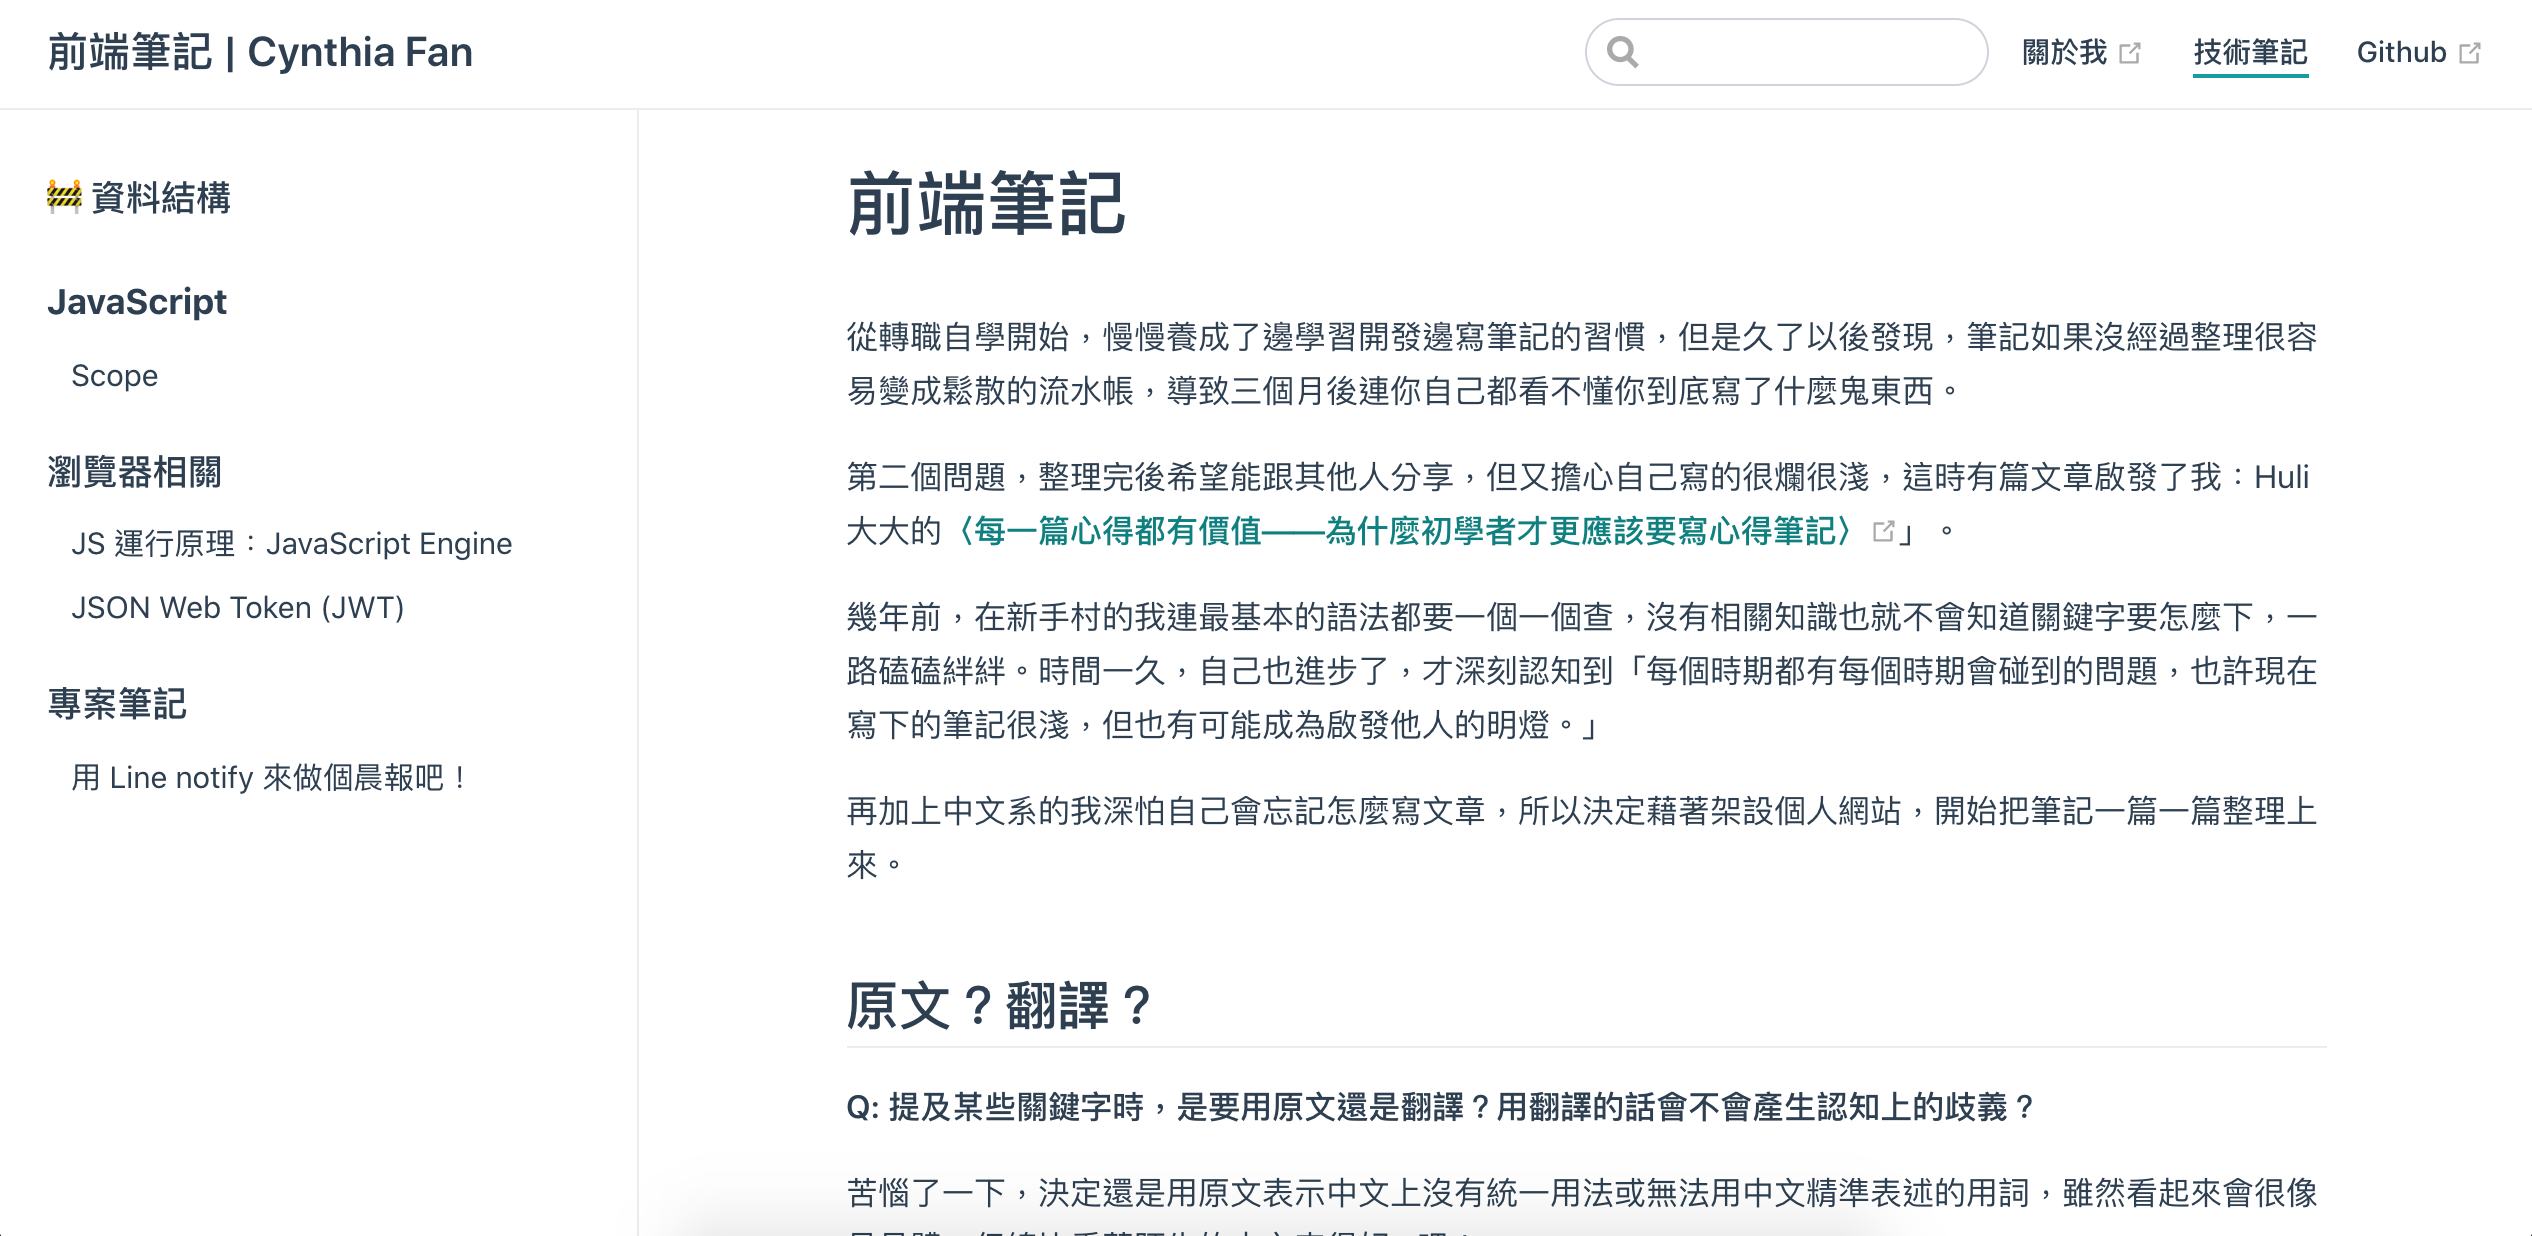 前端筆記 | Cynthia Fan
關於我
技術筆記
Github
資料結構
JavaScript
Scope
瀏覽器相關
JS 運行原理：JavaScript Engine
JSON Web Token (JWT)
專案筆記
用 Line notify 來做個晨報吧！
前端筆記
從轉職自學開始，慢慢養成了邊學習開發邊寫筆記的習慣，但是久了以後發現，筆記如果沒經過整理很容
易變成鬆散的流水帳，導致三個月後連你自己都看不懂你到底寫了什麼鬼東西。
第二個問題，整理完後希望能跟其他人分享，但又擔心自己寫的很爛很淺，這時有篇文章啟發了我：Huli
大大的〈每一篇心得都有價值——為什麼初學者才更應該要寫心得筆記〉」。
幾年前，在新手村的我連最基本的語法都要一個一個查，沒有相關知識也就不會知道關鍵字要怎麼下，一
路磕磕絆絆。時間一久，自己也進步了，才深刻認知到「每個時期都有每個時期會碰到的問題，也許現在
寫下的筆記很淺，但也有可能成為啟發他人的明燈。」
再加上中文系的我深怕自己會忘記怎麼寫文章，所以決定藉著架設個人網站，開始把筆記一篇一篇整理上
來。
原文？翻譯？
Q: 提及某些關鍵字時，是要用原文還是翻譯？用翻譯的話會不會產生認知上的歧義？
苦惱了一下，決定還是用原文表示中文上沒有統一用法或無法用中文精準表述的用詞，雖然看起來會很像